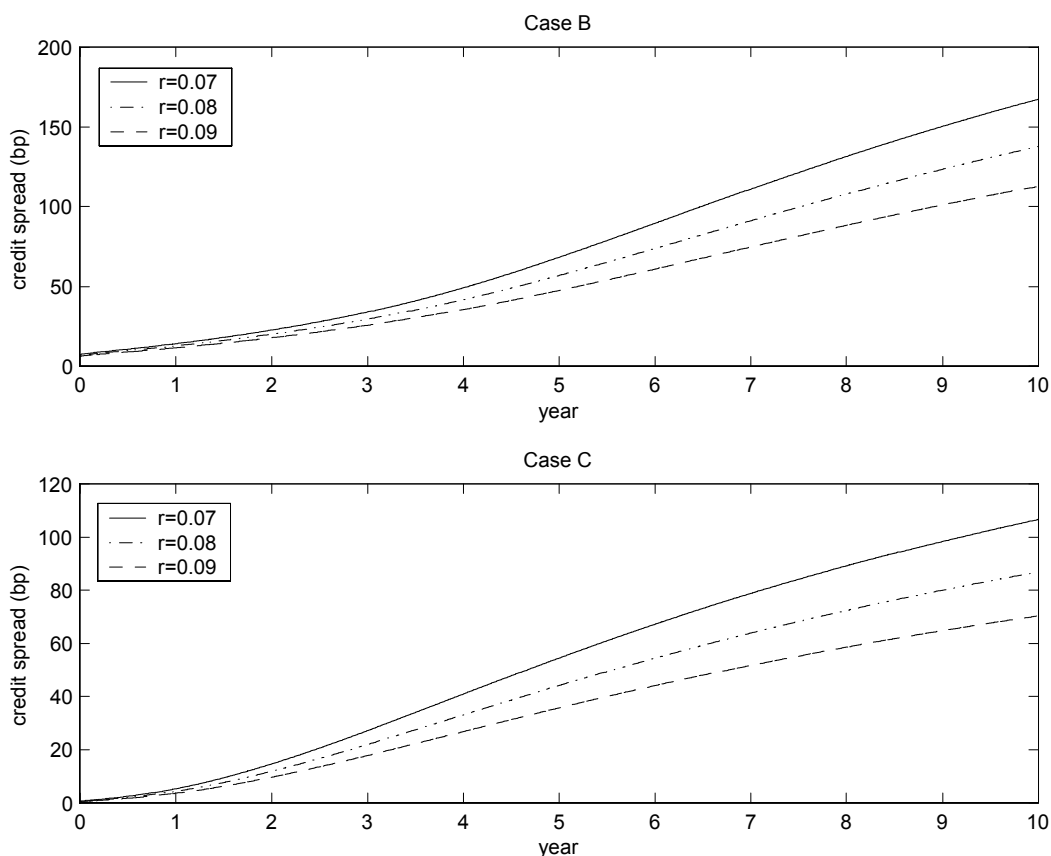 Case B
200
150
100
50
0
credit spread (bp)
r=0.07
r=0.08
r=0.09
0 1 2 3 4 5 6 7 8 9 10
year
Case C
120
100
80
60
40
20
0
credit spread (bp)
r=0.07
r=0.08
r=0.09
0 1 2 3 4 5 6 7 8 9 10
year